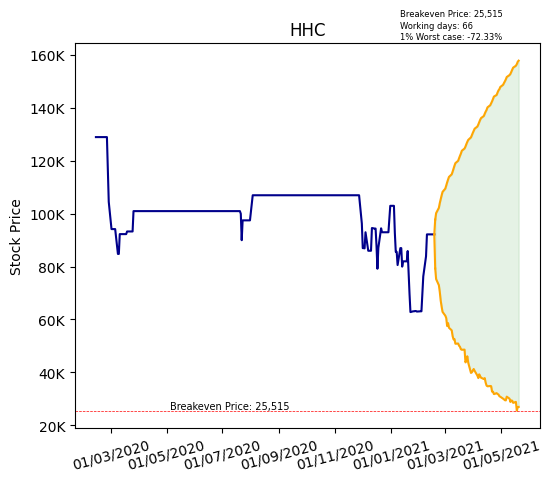 Breakeven Price: 25,515
Working days: 66
1% Worst case: -72.33%
HHC
Stock Price
160K
140K
120K
100K
80K
60K
40K
20K
Breakeven Price: 25,515
01/03/2020
01/05/2020
01/07/2020
01/09/2020
01/11/2020
01/01/2021
01/03/2021
01/05/2021